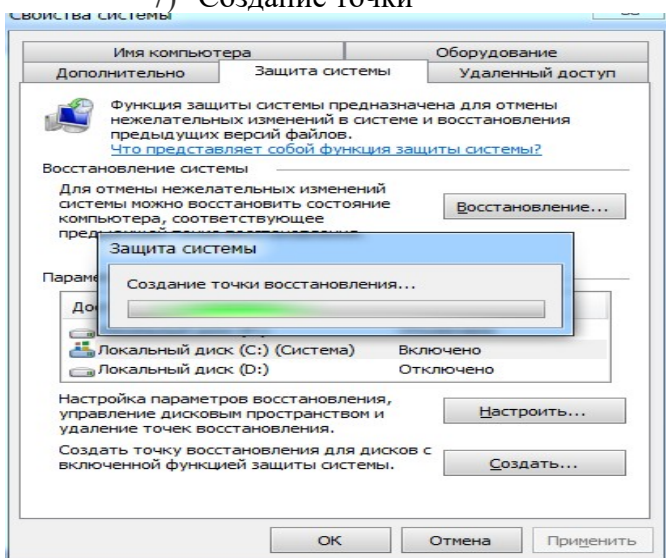 7) Создание точки
Свойства системы
Имя компьютера
Оборудование
Дополнительно
Защита системы
Удаленный доступ
Функция защиты системы предназначена для отмены
нежелательных изменений в системе и восстановления
предыдущих версий файлов.
Что представляет собой функция защиты системы?
Восстановление системы
Для отмены нежелательных изменений
системы можно восстановить состояние
компьютера, соответствующее
Восстановление...
Защита системы
Создание точки восстановления...
Локальный диск (C:) (Система) Включено
Локальный диск (D:) Отключено
Настройка параметров восстановления,
управление дисковым пространством и
удаление точек восстановления.
Настроить...
Создать точку восстановления для дисков с
включенной функцией защиты системы.
Создать...
ОК
Отмена
Применить